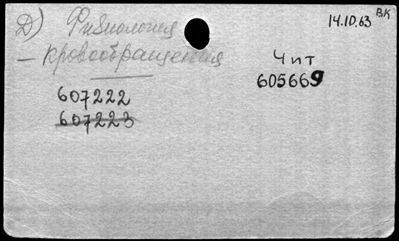 Д) Физиология 14.10.63 ВК
– кровообращения
Чит
605669
607222
607223